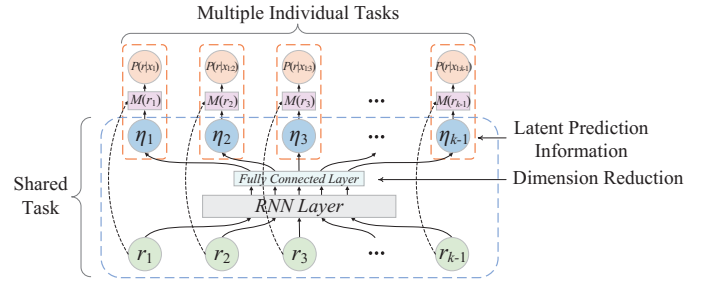 Multiple Individual Tasks
P(r|x₁) P(r|x₁:₂) P(r|x₁:₃) P(r|x₁:ₖ₋₁)
M(r₁) M(r₂) M(r₃) ... M(rₖ₋₁)
η₁ η₂ η₃ ... ηₖ₋₁
Latent Prediction
Information
Fully Connected Layer
Dimension Reduction
Shared
Task
RNN Layer
r₁ r₂ r₃ ... rₖ₋₁